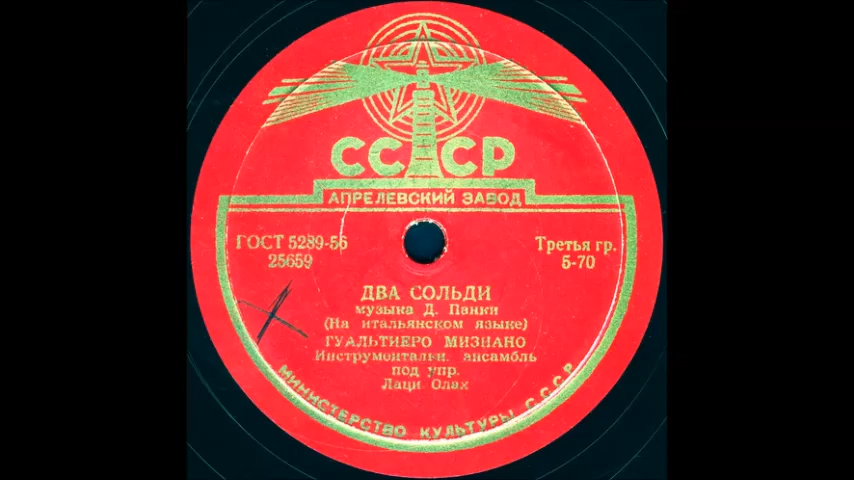 СССР
АПРЕЛЕВСКИЙ ЗАВОД
ГОСТ 5289-56
25659
Третья гр.
5-70
ДВА СОЛЬДИ
музыка Д. Панки
(На итальянском языке)
ГУАЛЬТИЕРО МИЗИАНО
Инструментальн. ансамбль
под упр.
Лаци Олах
МИНИСТЕРСТВО КУЛЬТУРЫ СССР